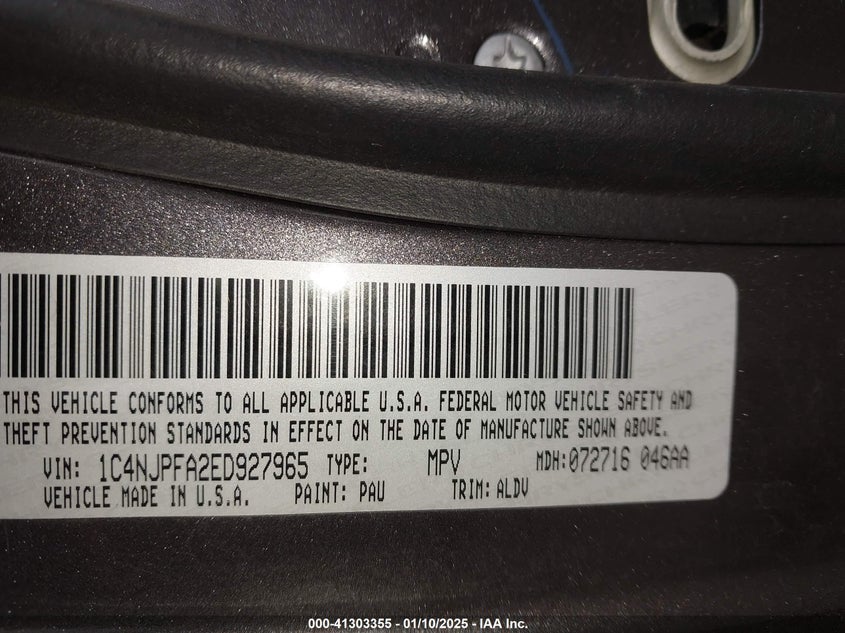 THIS VEHICLE CONFORMS TO ALL APPLICABLE U.S.A. FEDERAL MOTOR VEHICLE SAFETY AND
THEFT PREVENTION STANDARDS IN EFFECT ON THE DATE OF MANUFACTURE SHOWN ABOVE.
VIN: 1C4NJPFA2ED927965 TYPE: MPV MDH:072716 046AA
VEHICLE MADE IN U.S.A. PAINT: PAU TRIM: ALDV
000-41303355 - 01/10/2025 - IAA Inc.